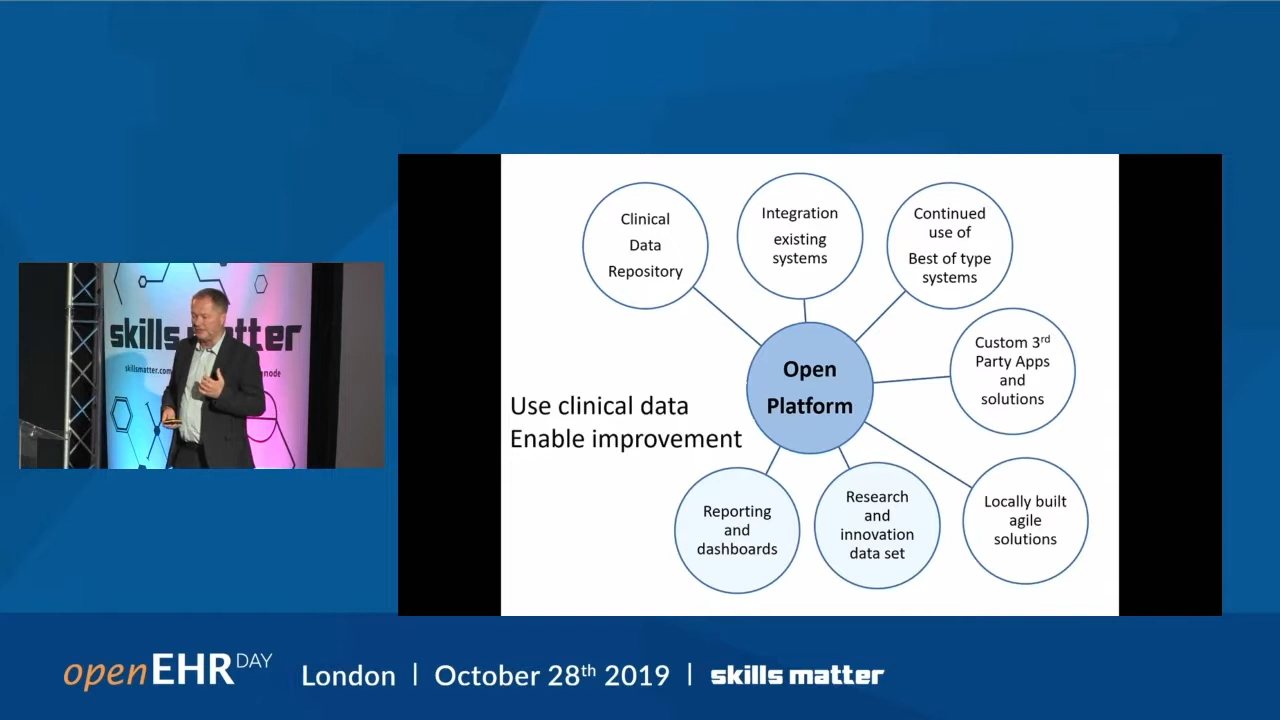 Clinical
Data
Repository
Integration
existing
systems
Continued
use of
Best of type
systems
Custom 3rd
Party Apps
and
solutions
Open
Platform
Use clinical data
Enable improvement
Reporting
and
dashboards
Research
and
innovation
data set
Locally built
agile
solutions
skills matter
skillsmatter.com
node
openEHR DAY
London | October 28th 2019 | skills matter